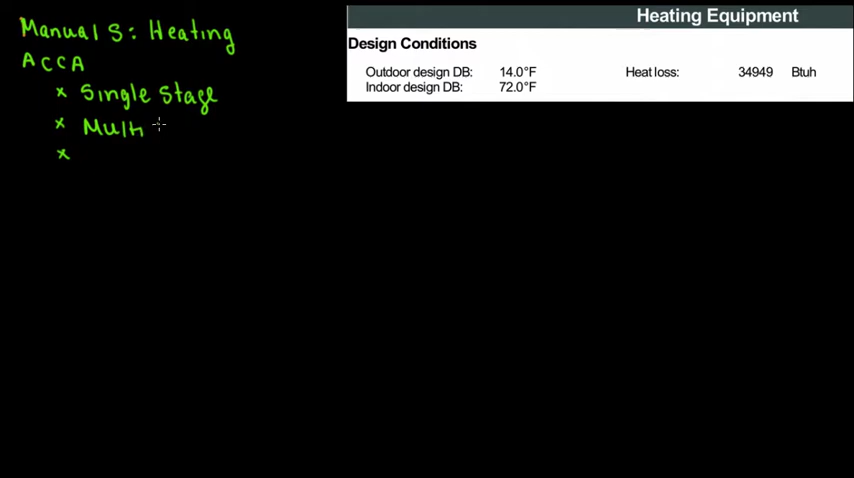 Manual S: Heating
ACCA
x Single Stage
x Multi
x
Heating Equipment
Design Conditions
Outdoor design DB: 14.0°F Heat loss: 34949 Btuh
Indoor design DB: 72.0°F